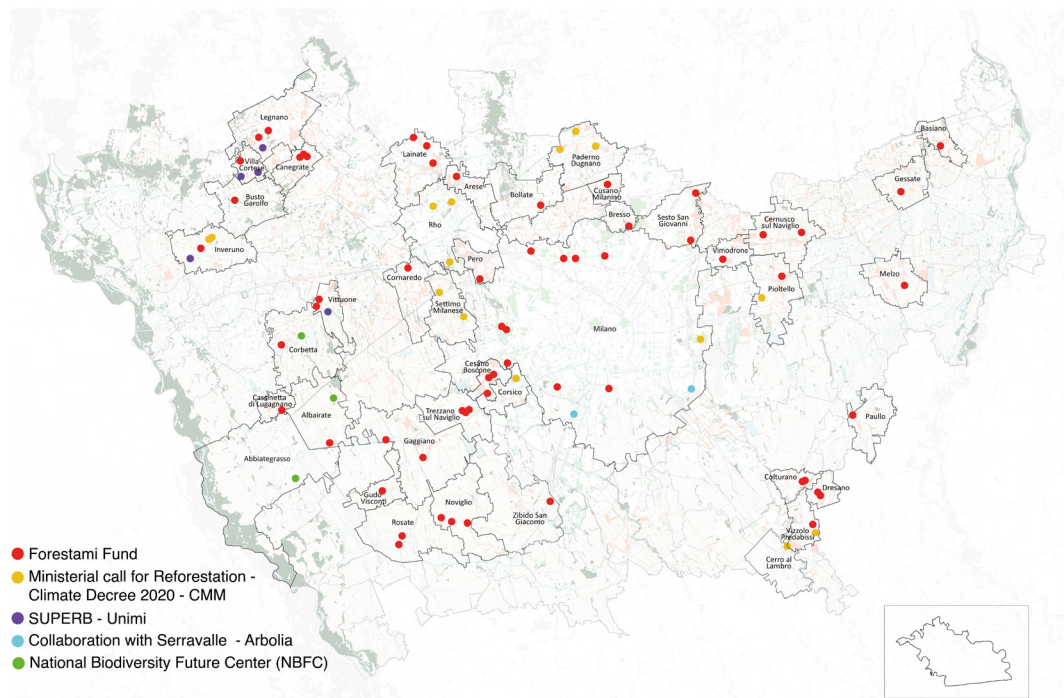 Legnano
Basiano
Villa
Cortese
Canegrate
Lainate
Paderno
Dugnano
Gessate
Arese
Bollate
Cusano
Milanino
Busto
Garolfo
Bresso
Sesto San
Giovanni
Cernusco
sul Naviglio
Rho
Inveruno
Vimodrone
Pero
Cornaredo
Melzo
Pioltello
Vittuone
Settimo
Milanese
Milano
Corbetta
Cesano
Boscone
Corsico
Cassinetta
di Lugagnano
Albairate
Trezzano
sul Naviglio
Paullo
Gaggiano
Abbiategrasso
Colturano
Dresano
Gudo
Visconti
Noviglio
Zibido San
Giacomo
Rosate
Vizzolo
Predabissi
Cerro al
Lambro
Forestami Fund
Ministerial call for Reforestation -
Climate Decree 2020 - CMM
SUPERB - Unimi
Collaboration with Serravalle - Arbolia
National Biodiversity Future Center (NBFC)